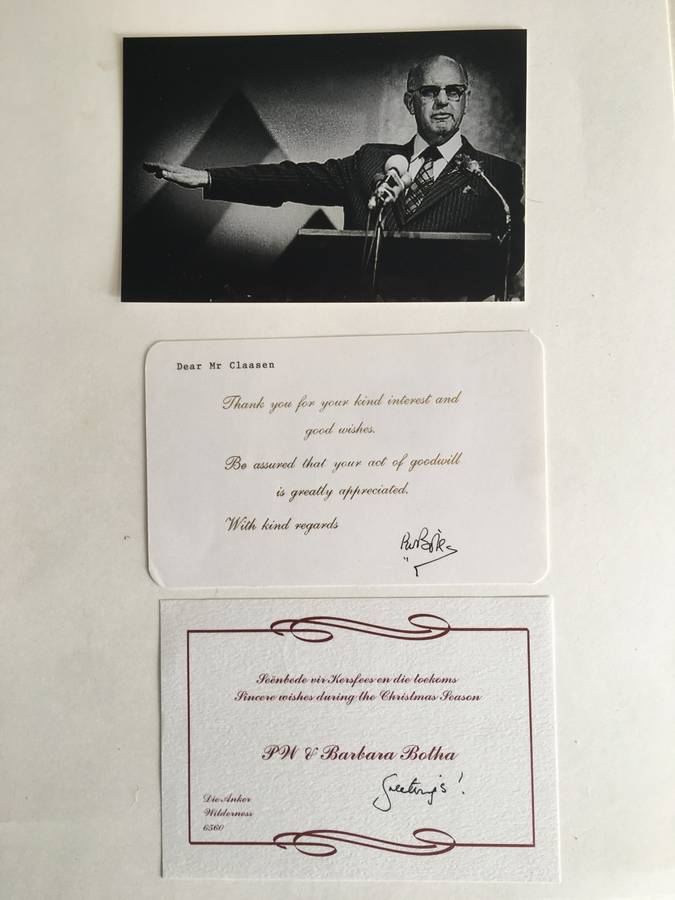 Dear Mr Claasen
Thank you for your kind interest and
good wishes.
Be assured that your act of goodwill
is greatly appreciated.
With kind regards
PW Botha
Seënbede vir Kersfees en die toekoms
Sincere wishes during the Christmas Season
PW & Barbara Botha
Greetings!
Die Anker
Wilderness
6560